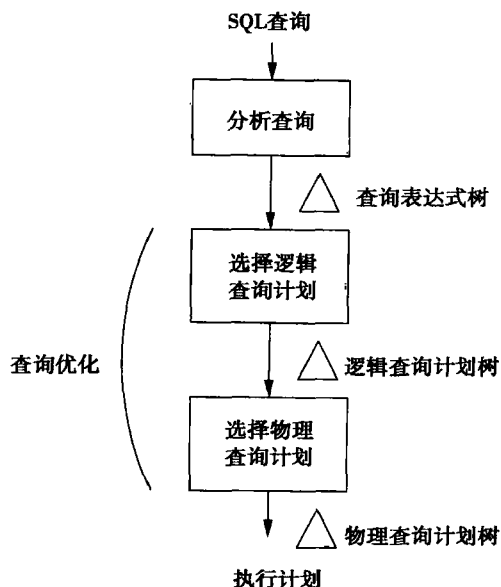 SQL查询
分析查询
查询表达式树
选择逻辑
查询计划
查询优化
逻辑查询计划树
选择物理
查询计划
物理查询计划树
执行计划